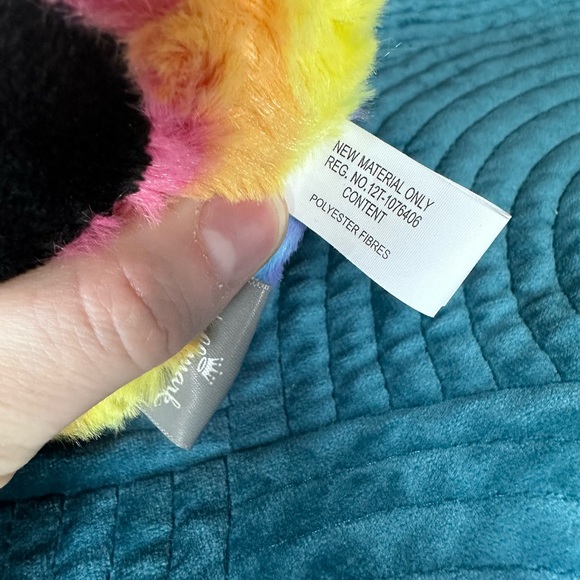 NEW MATERIAL ONLY
REG. NO.12T-1076406
CONTENT
POLYESTER FIBRES